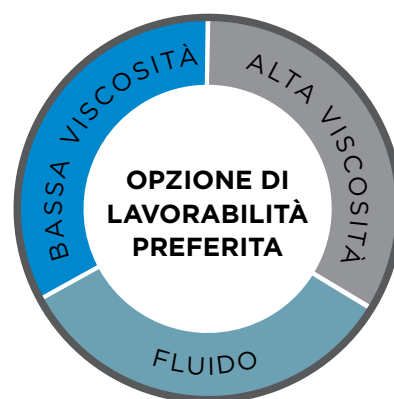 BASSA VISCOSITÀ
ALTA VISCOSITÀ
OPZIONE DI
LAVORABILITÀ
PREFERITA
FLUIDO